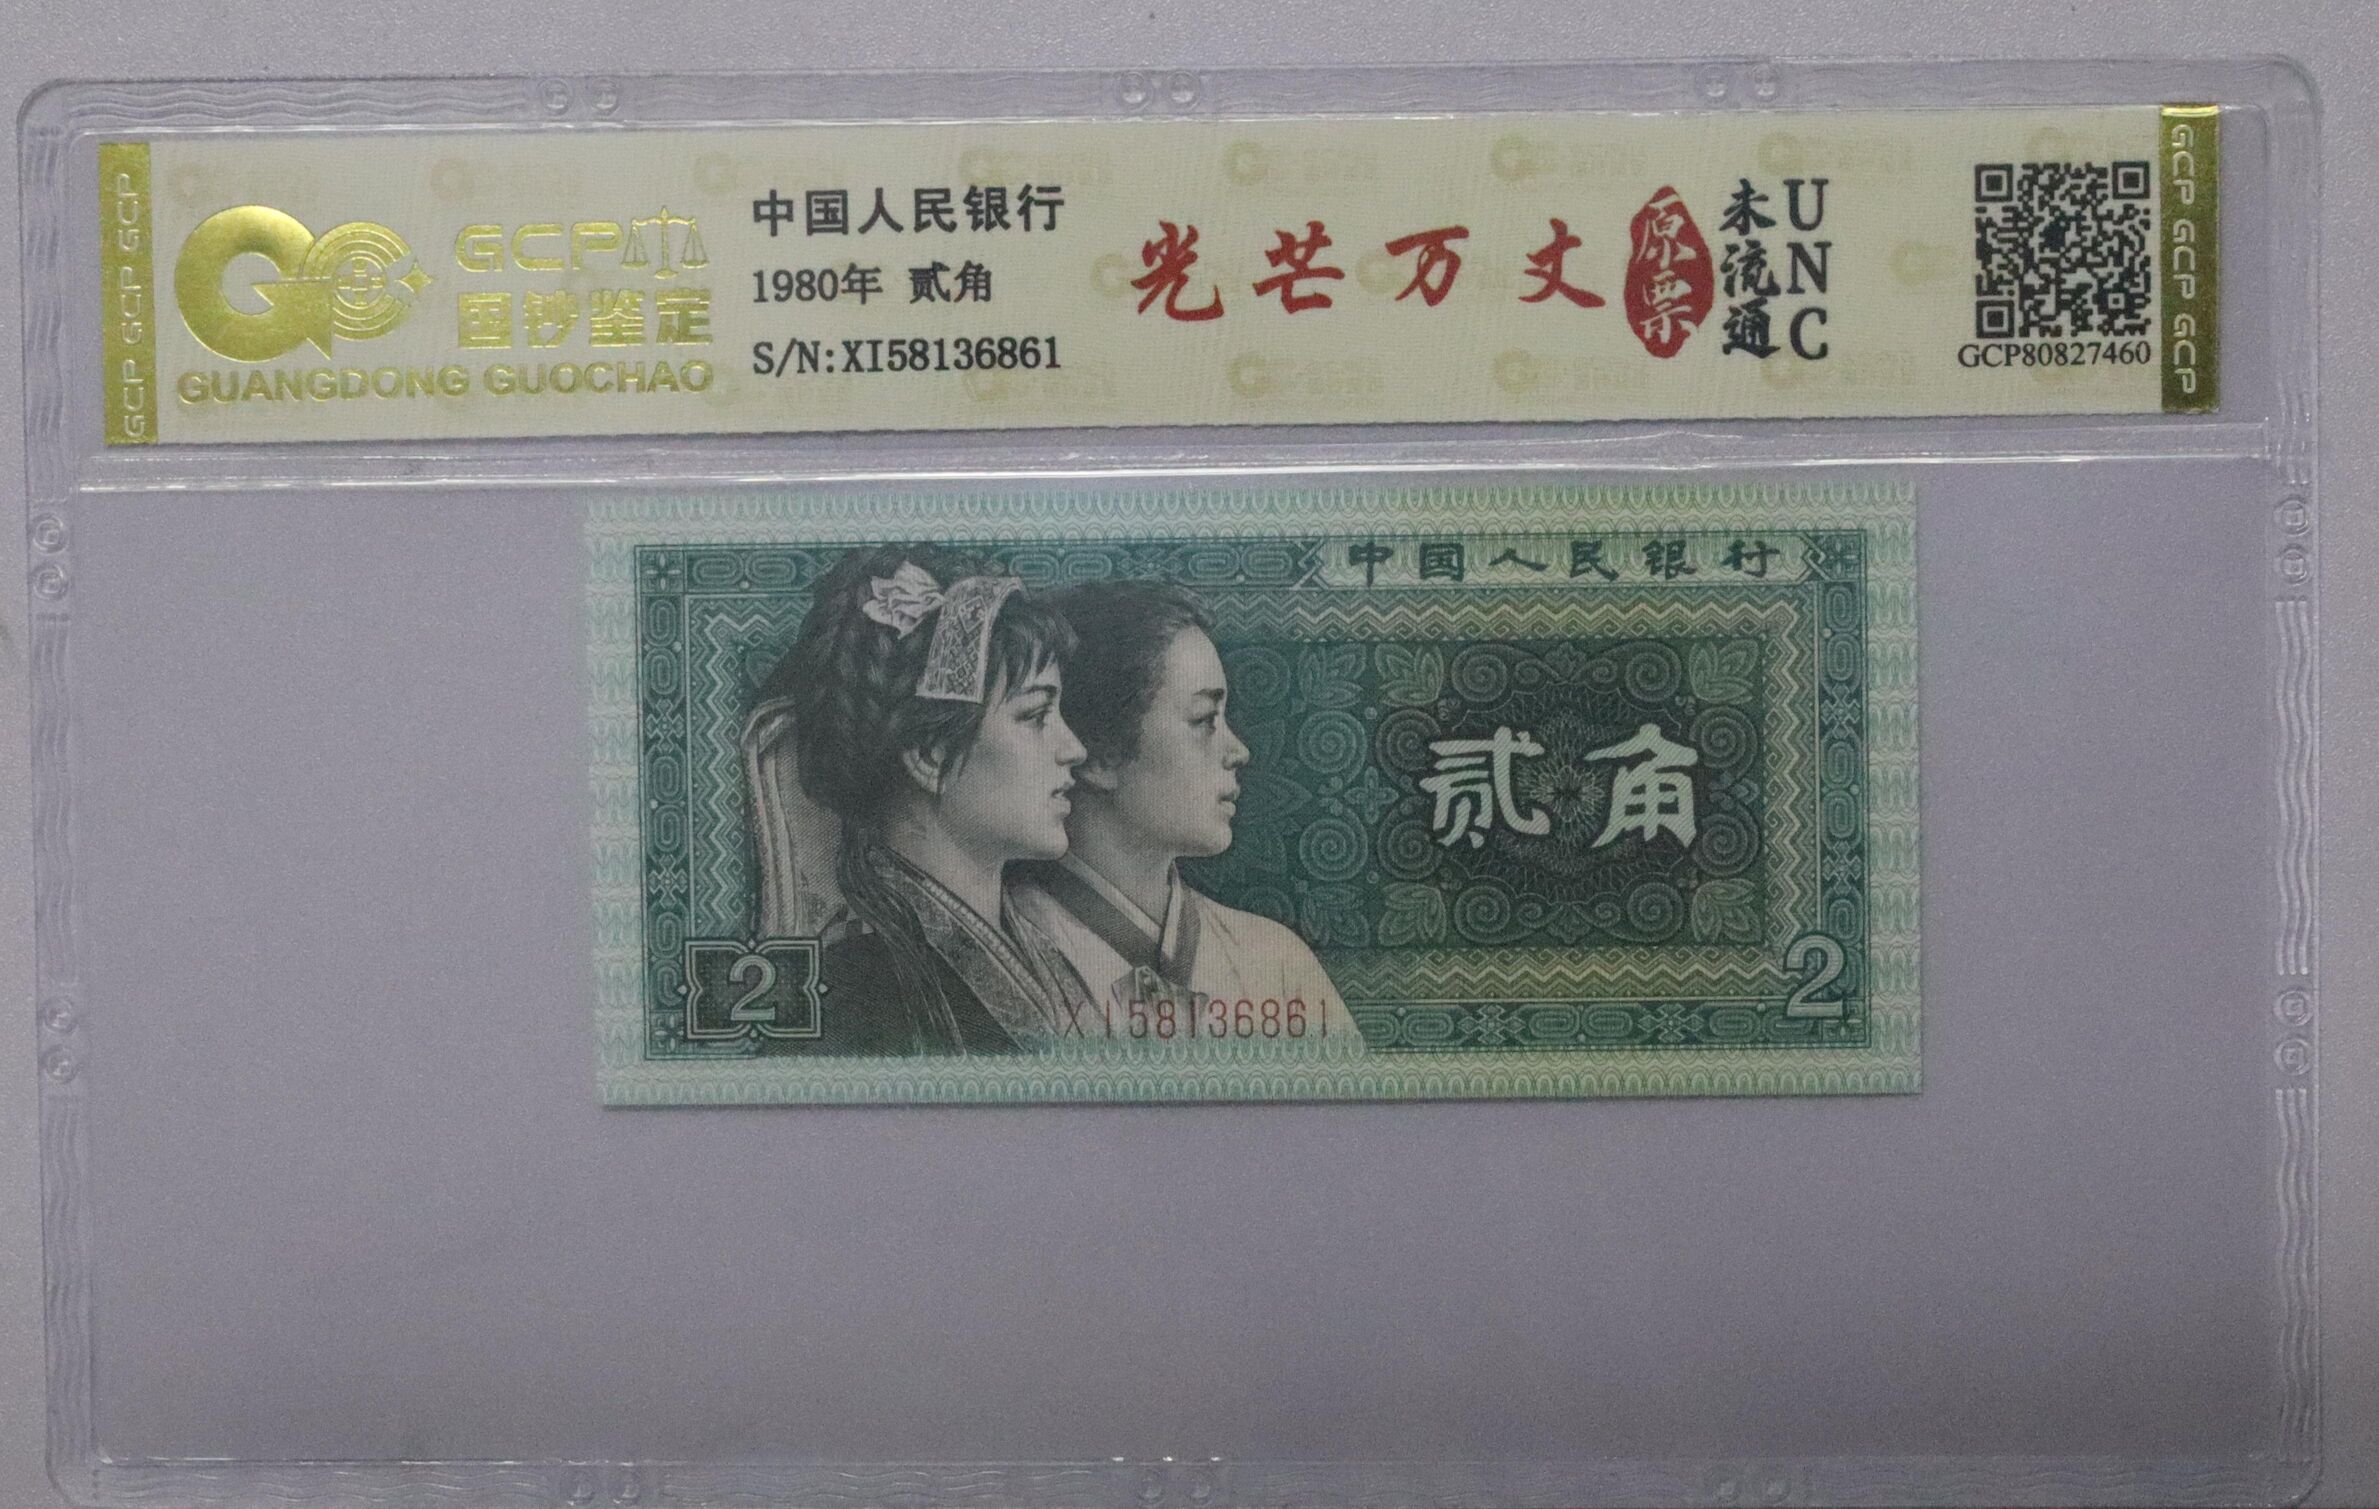 GCP GCP GCP
GCP
国钞鉴定
GUANGDONG GUOCHAO
中国人民银行
1980年 贰角
S/N:XI58136861
光芒万丈
原票
未流通
UNC
GCP80827460
GCP GCP GCP
中国人民银行
贰角
2
2
XI58136861